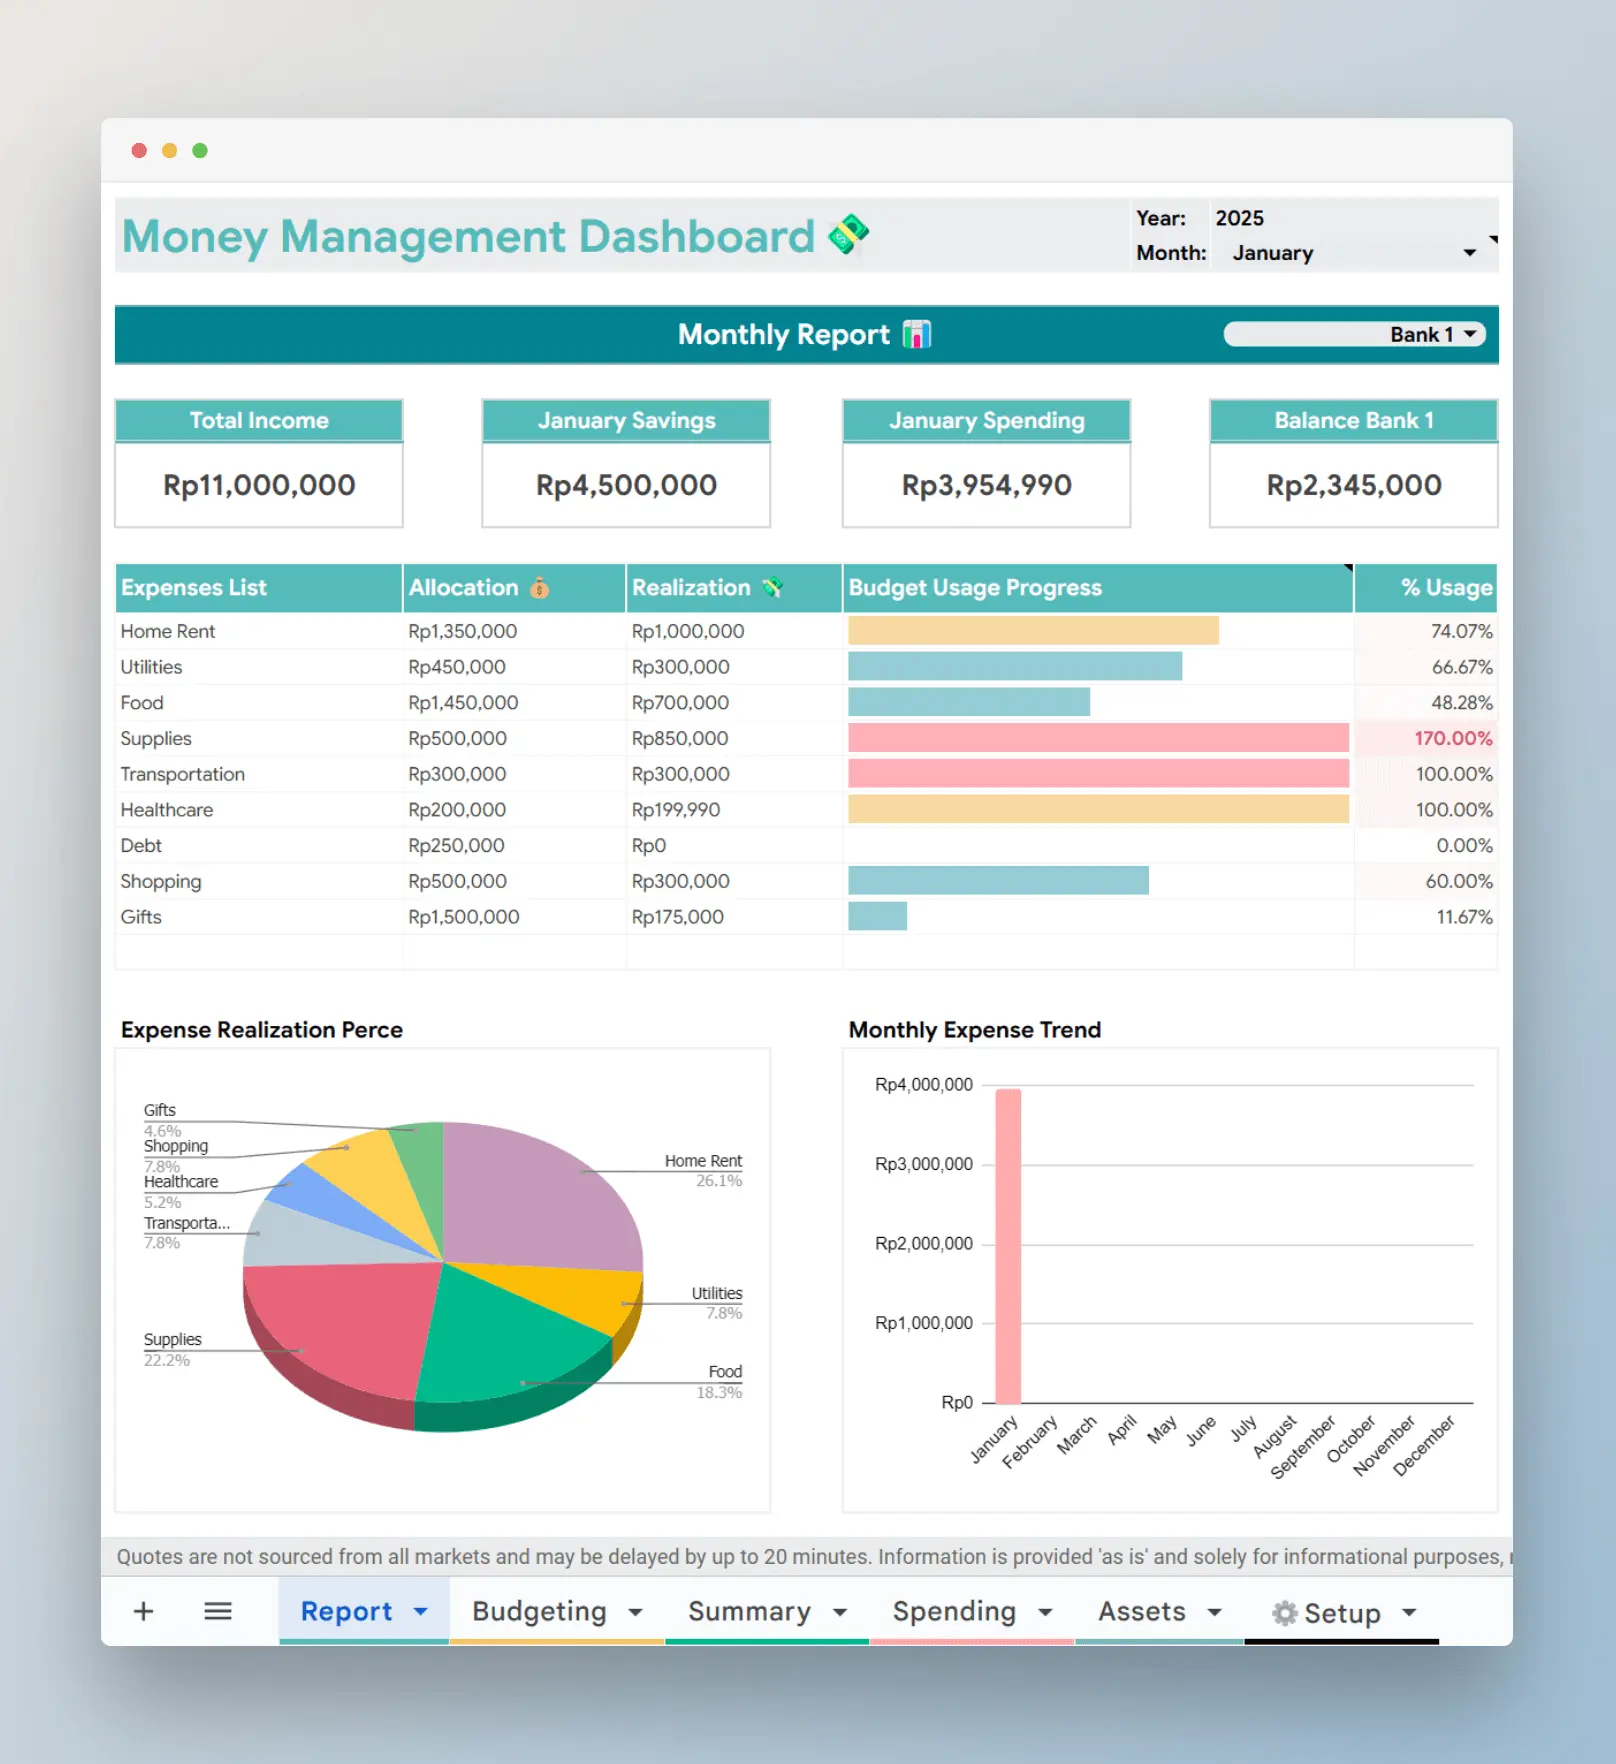 Money Management Dashboard 💸
Year: 2025
Month: January
Monthly Report 📊
Bank 1
Total Income
Rp11,000,000
January Savings
Rp4,500,000
January Spending
Rp3,954,990
Balance Bank 1
Rp2,345,000
Expenses List Allocation 💰 Realization 💸 Budget Usage Progress % Usage
Home Rent Rp1,350,000 Rp1,000,000 74.07%
Utilities Rp450,000 Rp300,000 66.67%
Food Rp1,450,000 Rp700,000 48.28%
Supplies Rp500,000 Rp850,000 170.00%
Transportation Rp300,000 Rp300,000 100.00%
Healthcare Rp200,000 Rp199,990 100.00%
Debt Rp250,000 Rp0 0.00%
Shopping Rp500,000 Rp300,000 60.00%
Gifts Rp1,500,000 Rp175,000 11.67%
Expense Realization Perce
Gifts
4.6%
Shopping
7.8%
Healthcare
5.2%
Transporta...
7.8%
Supplies
22.2%
Home Rent
26.1%
Utilities
7.8%
Food
18.3%
Monthly Expense Trend
Rp4,000,000
Rp3,000,000
Rp2,000,000
Rp1,000,000
Rp0
January
February
March
April
May
June
July
August
September
October
November
December
Quotes are not sourced from all markets and may be delayed by up to 20 minutes. Information is provided 'as is' and solely for informational purposes,
Report Budgeting Summary Spending Assets Setup